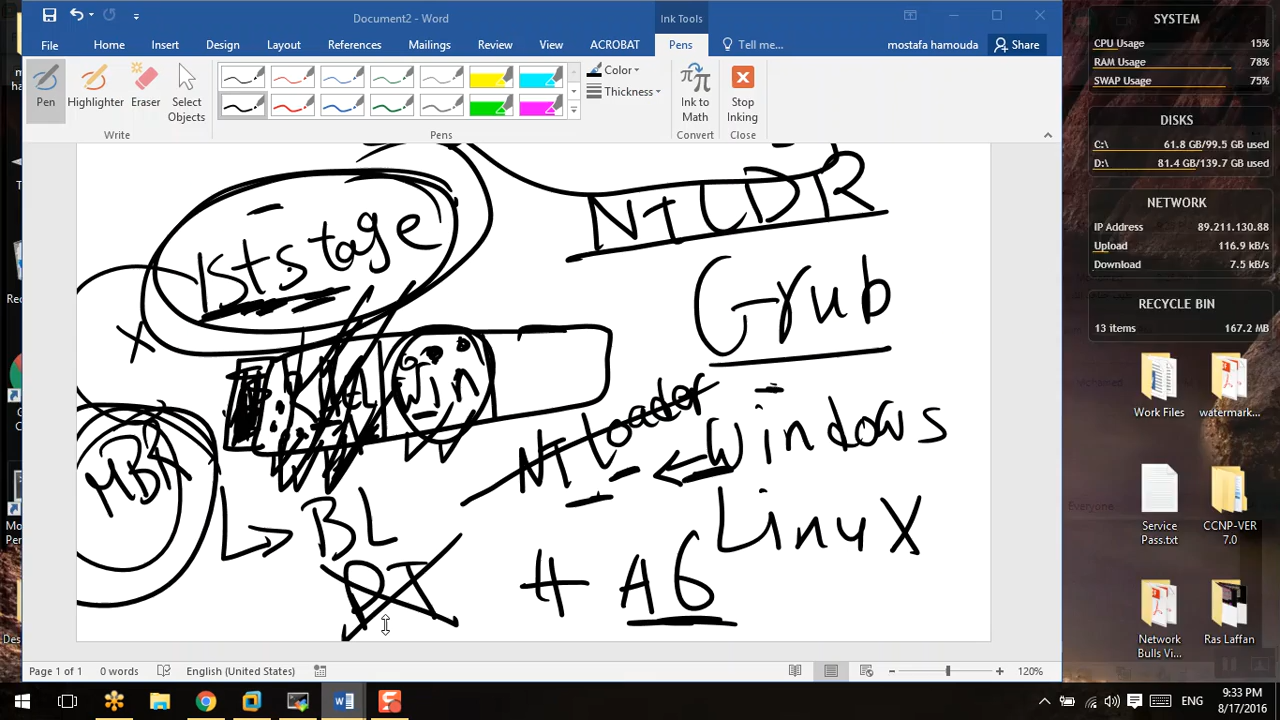 Document2 - Word
Ink Tools
mostafa hamouda
Share
File Home Insert Design Layout References Mailings Review View ACROBAT Pens Tell me...
Pen
Highlighter
Eraser
Select Objects
Color
Thickness
Ink to Math
Stop Inking
Write
Pens
Convert
Close
NTLDR
1st stage
Grub
X
Win
NT Loader
Windows
MBR
BL
Linux
PT
# A6
Page 1 of 1 0 words English (United States) 120%
SYSTEM
CPU Usage 15%
RAM Usage 78%
SWAP Usage 75%
DISKS
C:\ 61.8 GB/99.5 GB used
D:\ 81.4 GB/139.7 GB used
NETWORK
IP Address 89.211.130.88
Upload 116.9 kB/s
Download 7.5 kB/s
RECYCLE BIN
13 items 167.2 MB
Work Files
watermark...
Everyone
Service Pass.txt
CCNP-VER 7.0
Network Bulls Vi...
Ras Laffan
ENG
9:33 PM
8/17/2016